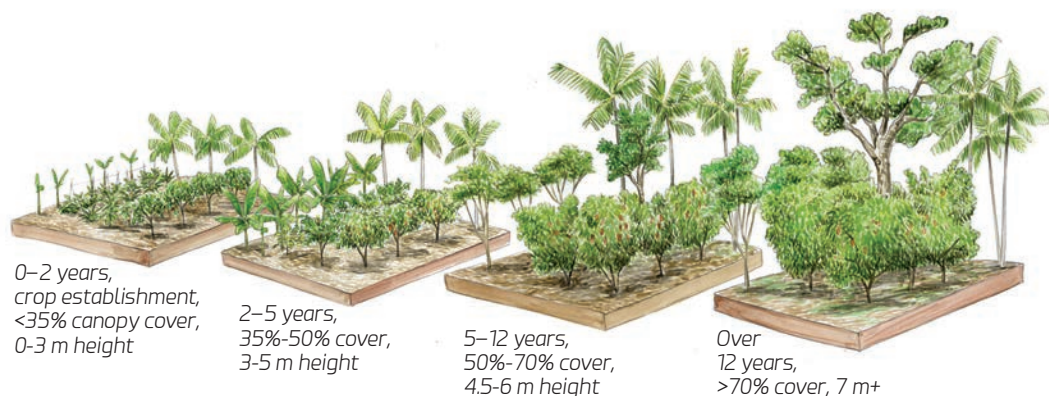 0–2 years,
crop establishment,
<35% canopy cover,
0-3 m height
2–5 years,
35%-50% cover,
3-5 m height
5–12 years,
50%-70% cover,
4.5-6 m height
Over
12 years,
>70% cover, 7 m+